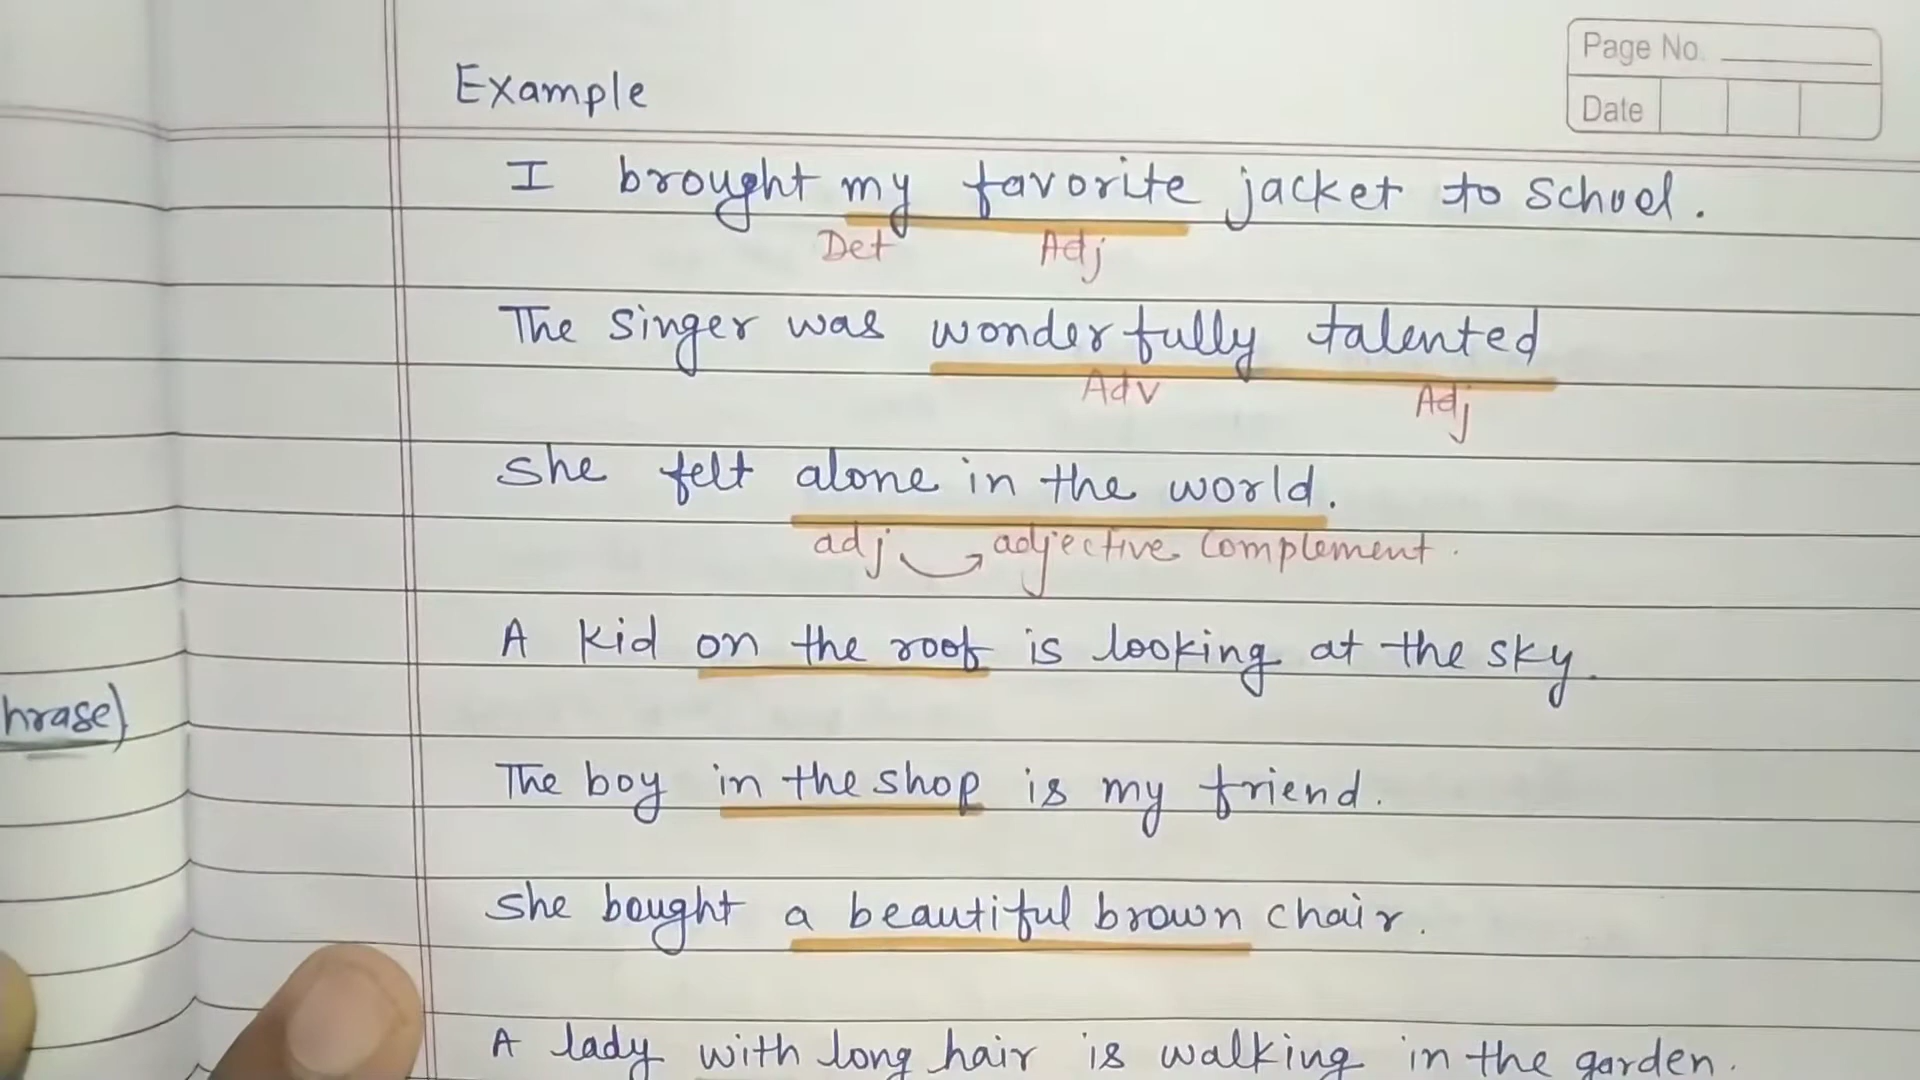 Page No.
Date
Example
I brought my favorite jacket to School.
Det Adj
The singer was wonderfully talented
Adv Adj
She felt alone in the world.
adj adjective Complement.
A kid on the roof is looking at the sky.
hrase)
The boy in the shop is my friend.
She bought a beautiful brown chair.
A lady with long hair is walking in the garden.